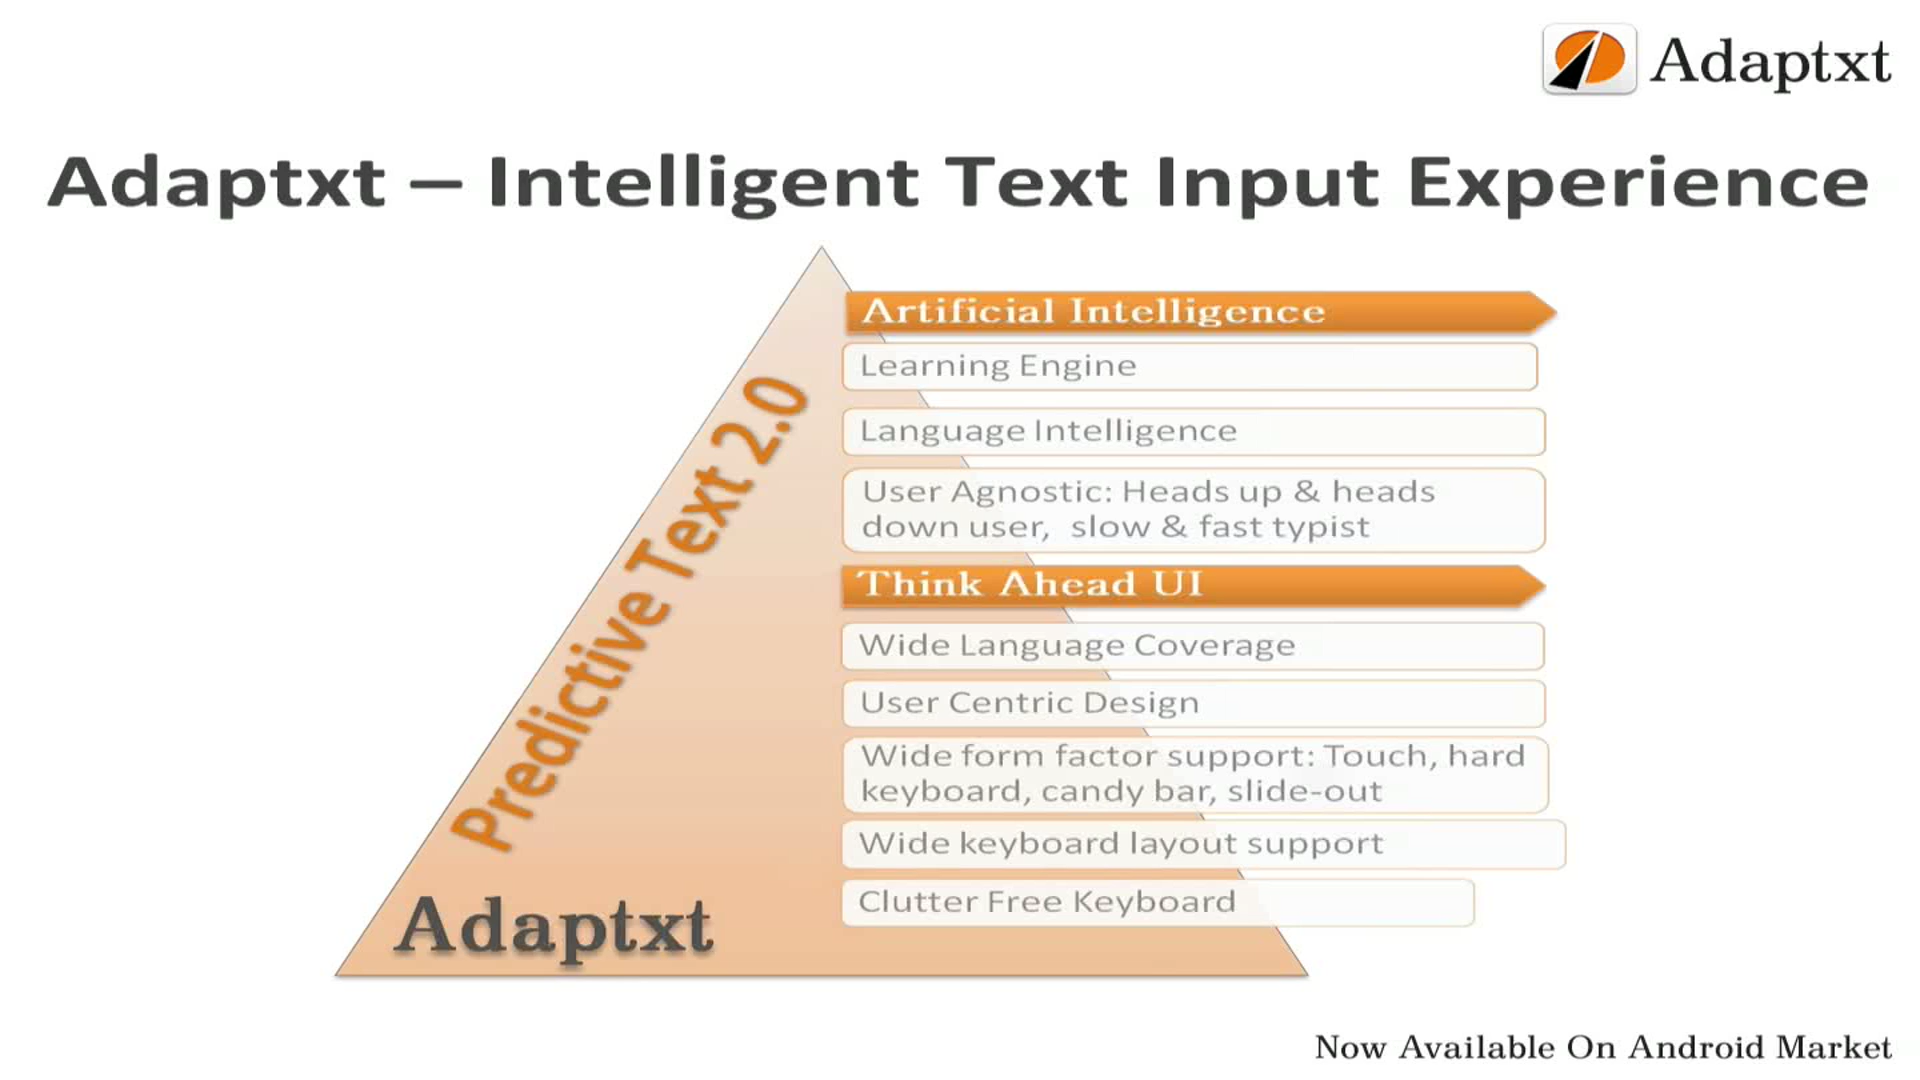 Adaptxt
Adaptxt – Intelligent Text Input Experience
Artificial Intelligence
Learning Engine
Language Intelligence
User Agnostic: Heads up & heads
down user, slow & fast typist
Think Ahead UI
Wide Language Coverage
User Centric Design
Wide form factor support: Touch, hard
keyboard, candy bar, slide-out
Wide keyboard layout support
Clutter Free Keyboard
Predictive Text 2.0
Adaptxt
Now Available On Android Market